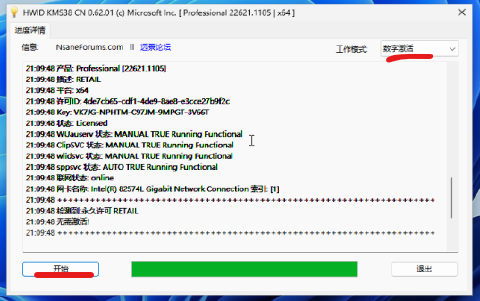 HWID KMS38 CN 0.62.01 (c) Microsoft Inc. [ Professional 22621.1105 | x64 ]
进度详情
信息: NsaneForums.com || 远景论坛 工作模式: 数字激活
21:09:48 产品: Professional [22621.1105]
21:09:48 描述: RETAIL
21:09:48 平台: x64
21:09:48 许可ID: 4de7cb65-cdf1-4de9-8ae8-e3cce27b9f2c
21:09:48 Key: VK7JG-NPHTM-C97JM-9MPGT-3V66T
21:09:48 状态: Licensed
21:09:48 WUauserv 状态: MANUAL TRUE Running Functional
21:09:48 ClipSVC 状态: MANUAL TRUE Running Functional
21:09:48 wlidsvc 状态: MANUAL TRUE Running Functional
21:09:48 sppsvc 状态: AUTO TRUE Running Functional
21:09:48 联网状态: online
21:09:48 网卡名称: Intel(R) 82574L Gigabit Network Connection 索引: [1]
21:09:48 ++++++++++++++++++++++++++++++++++++++++++++++++++++++++
21:09:48 检测到永久许可 RETAIL
21:09:48 无需激活!
21:09:48 ++++++++++++++++++++++++++++++++++++++++++++++++++++++++
开始 退出